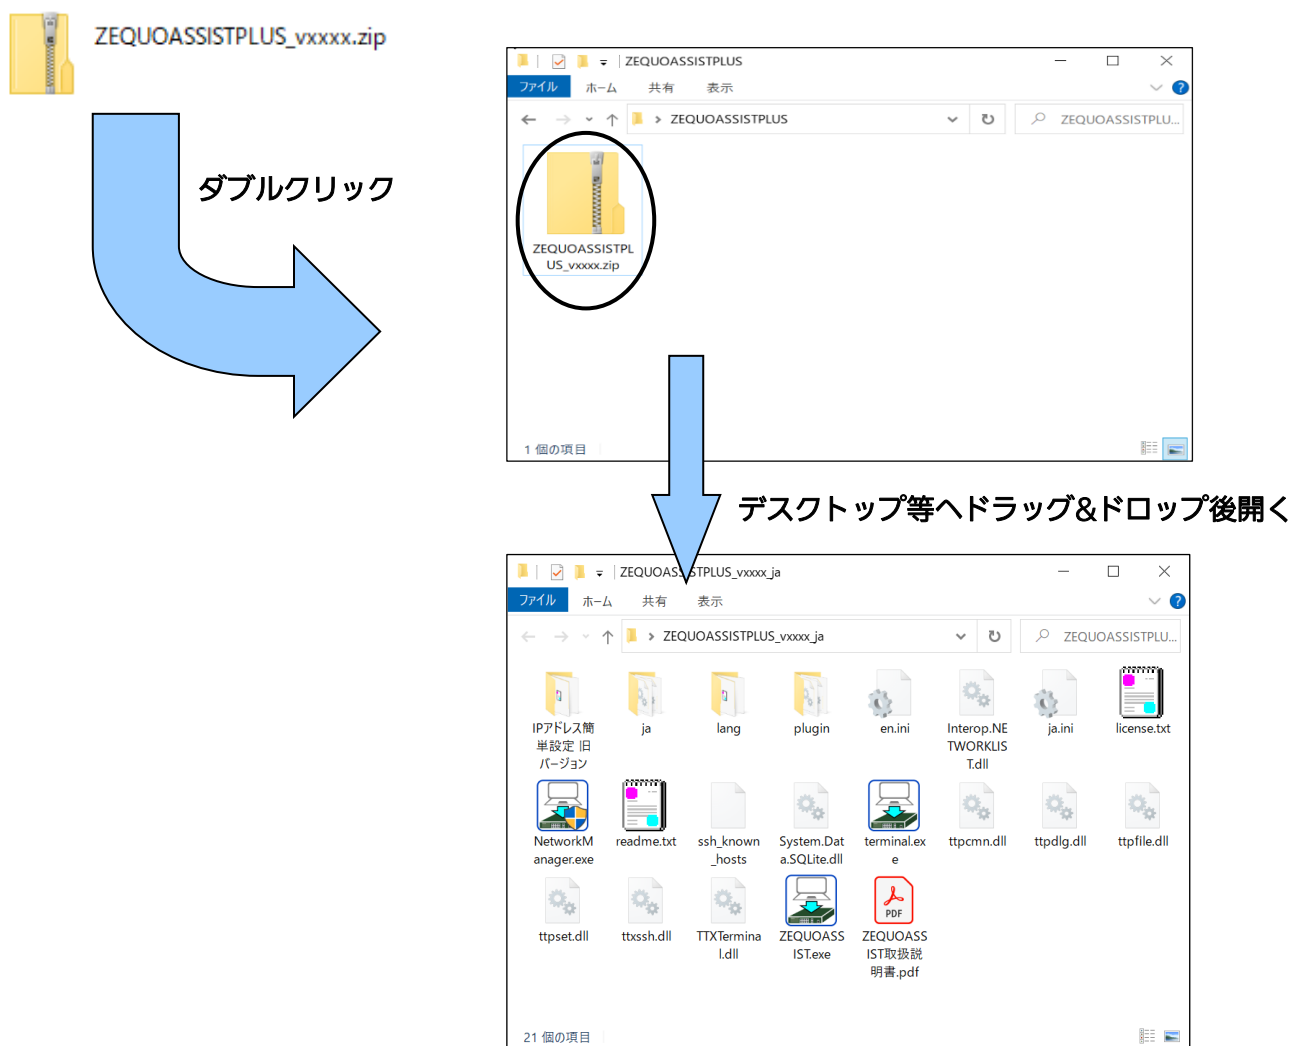 ZEQUOASSISTPLUS_vxxxx.zip
ダブルクリック
ZEQUOASSISTPLUS
ファイル ホーム 共有 表示
ZEQUOASSISTPLUS
ZEQUOASSISTPLU...
ZEQUOASSISTPL
US_vxxxx.zip
1 個の項目
デスクトップ等へドラッグ&ドロップ後開く
ZEQUOASSISTPLUS_vxxxx_ja
ファイル ホーム 共有 表示
ZEQUOASSISTPLUS_vxxxx_ja
ZEQUOASSISTPLU...
IPアドレス簡
単設定 旧
バージョン
ja
lang
plugin
en.ini
Interop.NE
TWORKLIS
T.dll
ja.ini
license.txt
NetworkM
anager.exe
readme.txt
ssh_known
_hosts
System.Dat
a.SQLite.dll
terminal.ex
e
ttpcmn.dll
ttpdlg.dll
ttpfile.dll
ttpset.dll
ttxssh.dll
TTXTermina
l.dll
ZEQUOASS
IST.exe
PDF
ZEQUOASS
IST取扱説
明書.pdf
21 個の項目